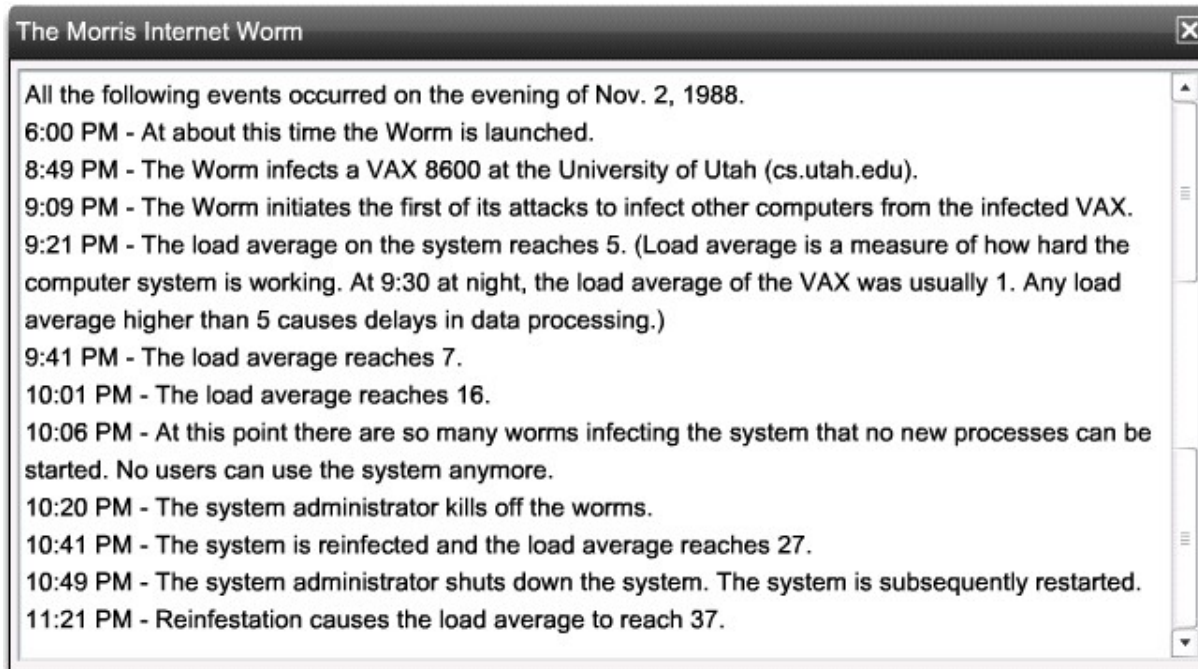 The Morris Internet Worm
All the following events occurred on the evening of Nov. 2, 1988.
6:00 PM - At about this time the Worm is launched.
8:49 PM - The Worm infects a VAX 8600 at the University of Utah (cs.utah.edu).
9:09 PM - The Worm initiates the first of its attacks to infect other computers from the infected VAX.
9:21 PM - The load average on the system reaches 5. (Load average is a measure of how hard the
computer system is working. At 9:30 at night, the load average of the VAX was usually 1. Any load
average higher than 5 causes delays in data processing.)
9:41 PM - The load average reaches 7.
10:01 PM - The load average reaches 16.
10:06 PM - At this point there are so many worms infecting the system that no new processes can be
started. No users can use the system anymore.
10:20 PM - The system administrator kills off the worms.
10:41 PM - The system is reinfected and the load average reaches 27.
10:49 PM - The system administrator shuts down the system. The system is subsequently restarted.
11:21 PM - Reinfestation causes the load average to reach 37.